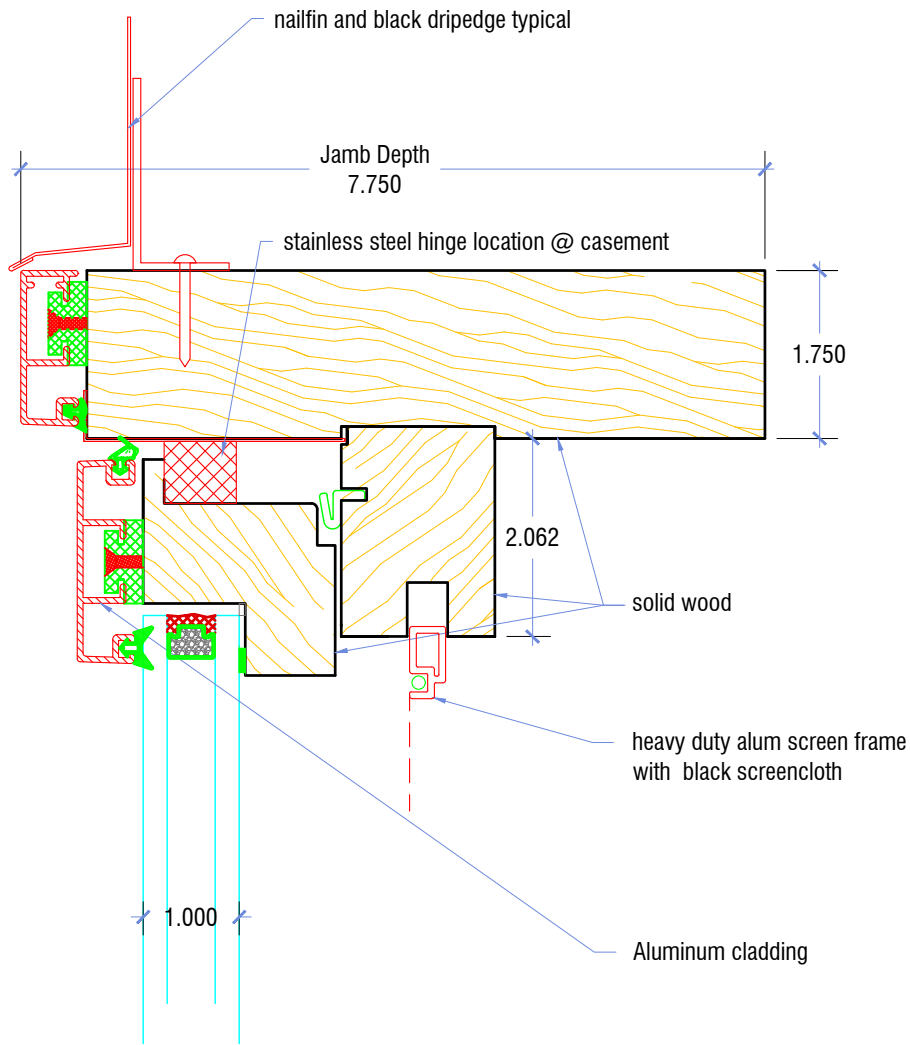 nailfin and black dripedge typical
Jamb Depth
7.750
stainless steel hinge location @ casement
1.750
2.062
solid wood
heavy duty alum screen frame
with black screencloth
1.000
Aluminum cladding